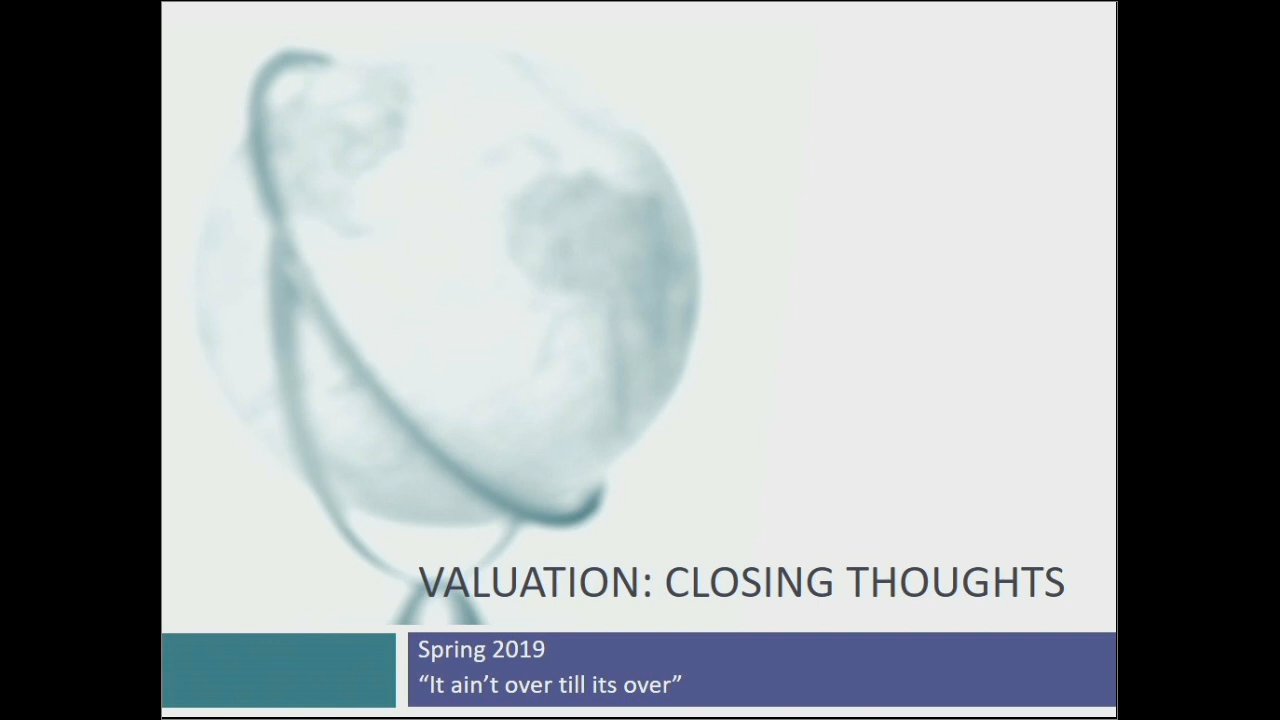 VALUATION: CLOSING THOUGHTS
Spring 2019
“It ain’t over till its over”